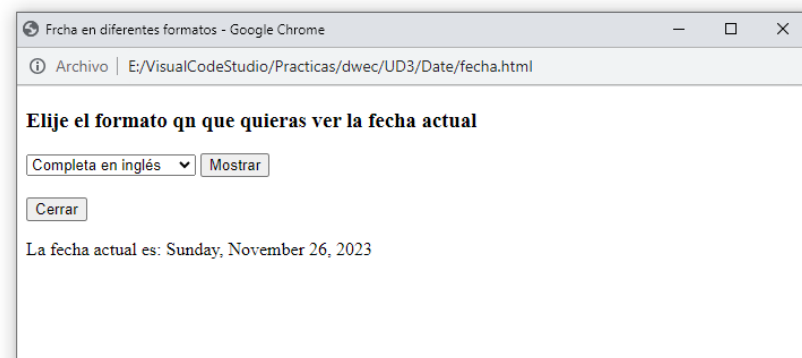 Frcha en diferentes formatos - Google Chrome
Archivo | E:/VisualCodeStudio/Practicas/dwec/UD3/Date/fecha.html
Elije el formato qn que quieras ver la fecha actual
Completa en inglés Mostrar
Cerrar
La fecha actual es: Sunday, November 26, 2023